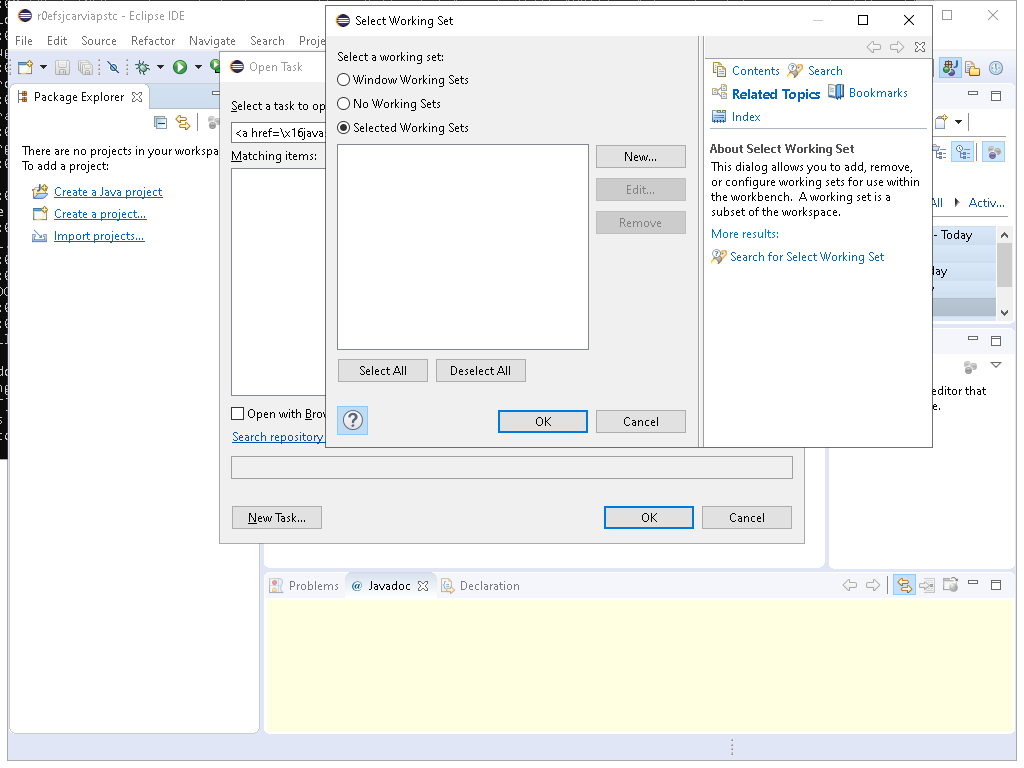 r0efsjcarviapstc - Eclipse IDE
File Edit Source Refactor Navigate Search Proje
Select Working Set
Open Task
Package Explorer
There are no projects in your workspa
To add a project:
Create a Java project
Create a project...
Import projects...
Select a task to op
<a href=\x16javas
Matching items:
Open with Brow
Search repository
New Task...
OK
Cancel
Select a working set:
Window Working Sets
No Working Sets
Selected Working Sets
New...
Edit...
Remove
Select All
Deselect All
OK
Cancel
Contents
Search
Related Topics
Bookmarks
Index
About Select Working Set
This dialog allows you to add, remove,
or configure working sets for use within
the workbench. A working set is a
subset of the workspace.
More results:
Search for Select Working Set
All
Activ...
- Today
day
editor that
e.
Problems
@ Javadoc
Declaration